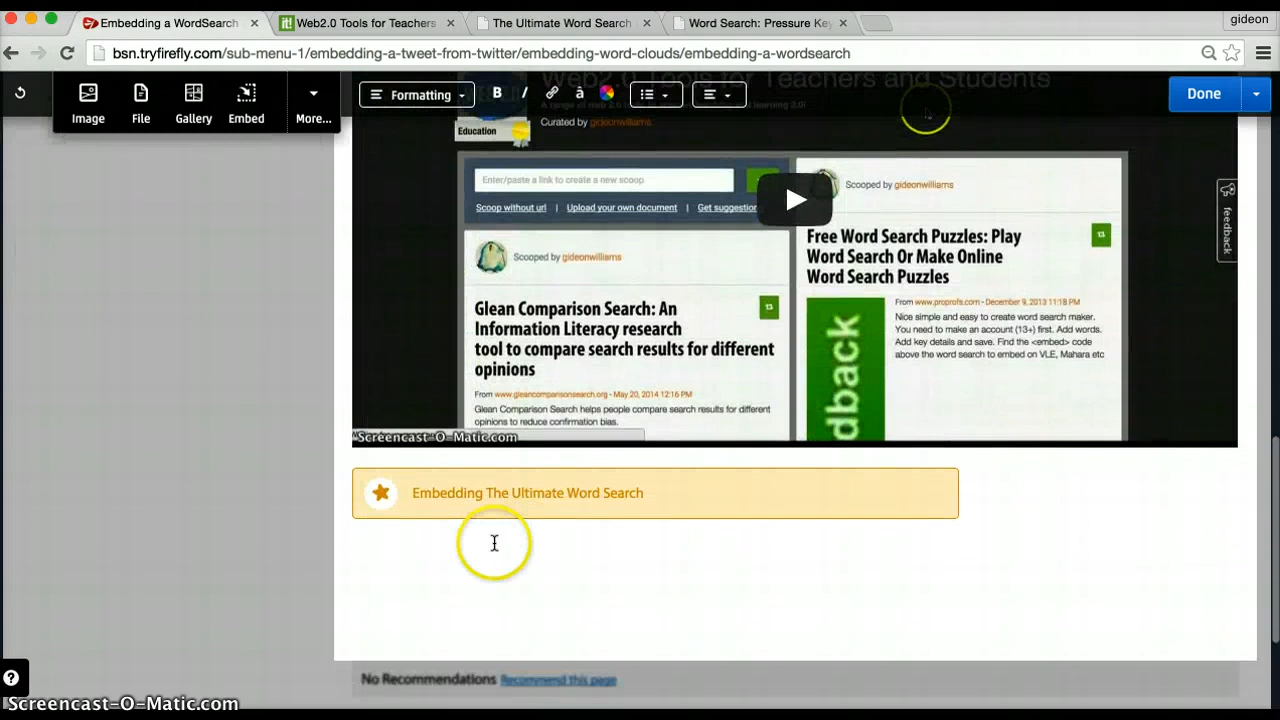 gideon
Embedding a WordSearch
Web2.0 Tools for Teachers
The Ultimate Word Search
Word Search: Pressure Key
bsn.tryfirefly.com/sub-menu-1/embedding-a-tweet-from-twitter/embedding-word-clouds/embedding-a-wordsearch
Image
File
Gallery
Embed
More...
Formatting
B
I
a
Done
Web2.0 Tools for Teachers and Students
Education
Curated by gideonwilliams
Enter/paste a link to create a new scoop
Scoop without url | Upload your own document | Get suggestion
Scooped by gideonwilliams
Glean Comparison Search: An
Information Literacy research
tool to compare search results for different
opinions
From www.gleancomparisonsearch.org - May 20, 2014 12:16 PM
Glean Comparison Search helps people compare search results for different
opinions to reduce confirmation bias.
Scooped by gideonwilliams
Free Word Search Puzzles: Play
Word Search Or Make Online
Word Search Puzzles
From www.proprofs.com - December 9, 2013 11:18 PM
Nice simple and easy to create word search maker.
You need to make an account (13+) first. Add words.
Add key details and save. Find the <embed> code
above the word search to embed on VLE, Mahara etc
dback
feedback
Screencast-O-Matic.com
Embedding The Ultimate Word Search
No Recommendations Recommend this page
?
Screencast-O-Matic.com